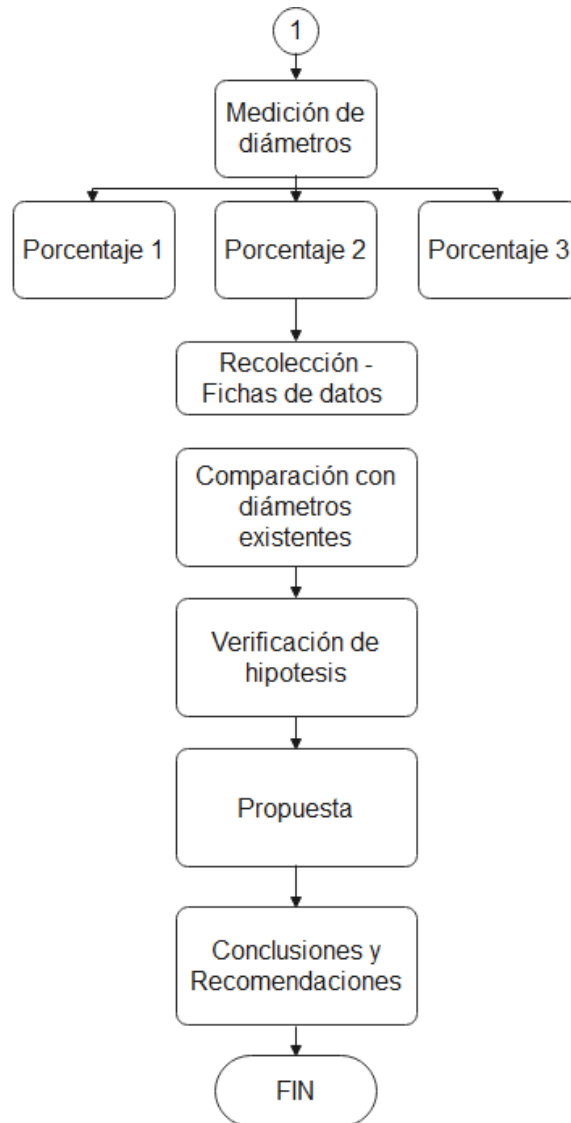 1
Medición de
diámetros
Porcentaje 1
Porcentaje 2
Porcentaje 3
Recolección -
Fichas de datos
Comparación con
diámetros
existentes
Verificación de
hipotesis
Propuesta
Conclusiones y
Recomendaciones
FIN